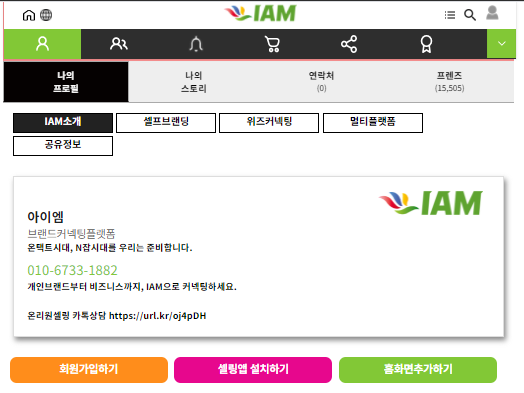 IAM
나의
프로필
나의
스토리
연락처
(0)
프렌즈
(15,505)
IAM소개
셀프브랜딩
위즈커넥팅
멀티플랫폼
공유정보
IAM
아이엠
브랜드커넥팅플랫폼
온택트시대, N잡시대를 우리는 준비합니다.
010-6733-1882
개인브랜드부터 비즈니스까지, IAM으로 커넥팅하세요.
온리원셀링 카톡상담 https://url.kr/oj4pDH
회원가입하기
셀링앱 설치하기
홈화면추가하기